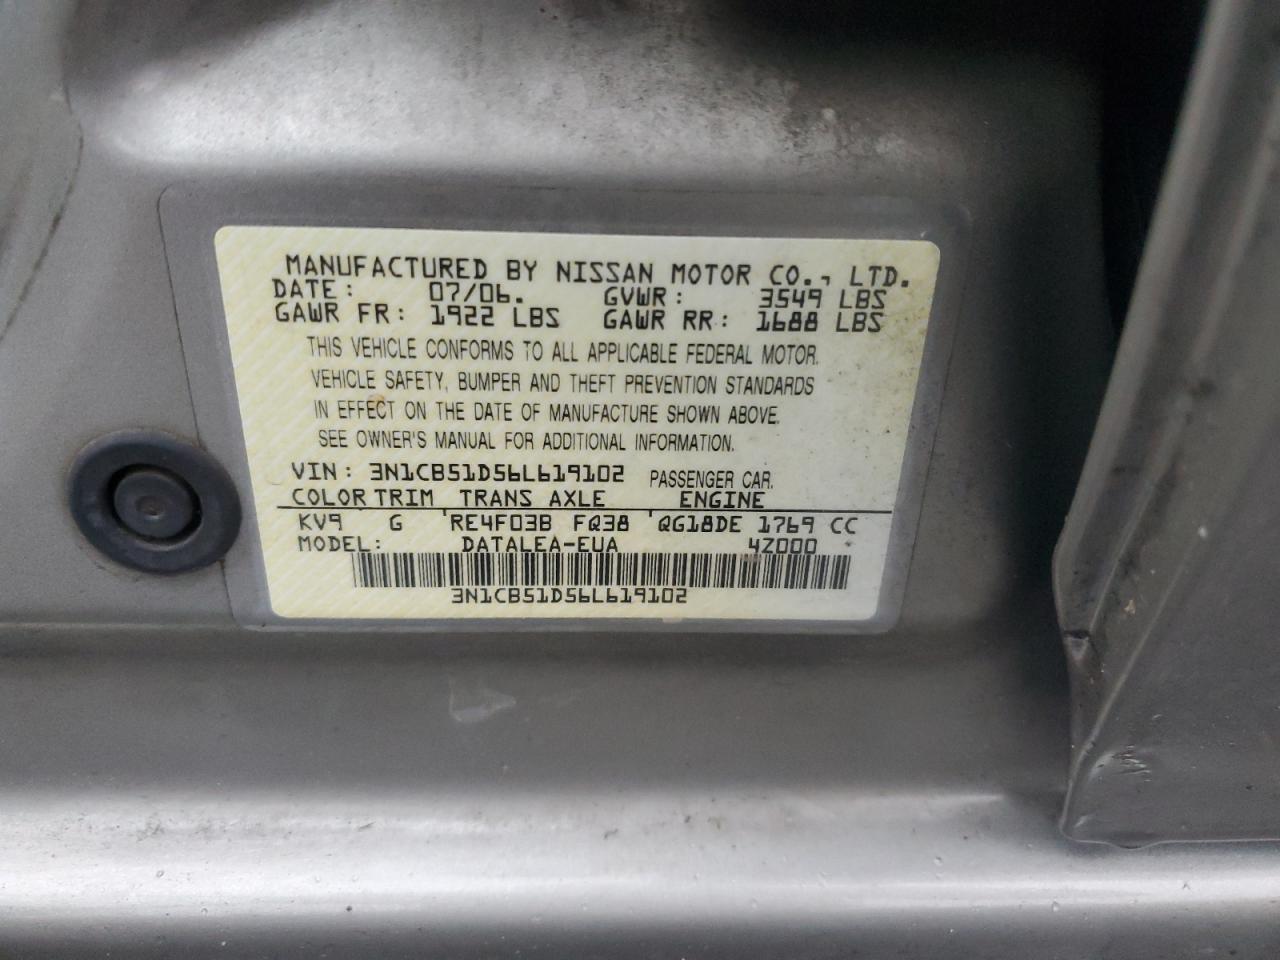 MANUFACTURED BY NISSAN MOTOR CO., LTD.
DATE: 07/06. GVWR: 3549 LBS
GAWR FR: 1922 LBS GAWR RR: 1688 LBS
THIS VEHICLE CONFORMS TO ALL APPLICABLE FEDERAL MOTOR.
VEHICLE SAFETY, BUMPER AND THEFT PREVENTION STANDARDS
IN EFFECT ON THE DATE OF MANUFACTURE SHOWN ABOVE.
SEE OWNER'S MANUAL FOR ADDITIONAL INFORMATION.
VIN: 3N1CB51D56L619102 PASSENGER CAR.
COLOR TRIM TRANS AXLE ENGINE
KV9 G RE4F03B FQ38 QG18DE 1769 CC
MODEL: DATALEA-EUA 4Z000
3N1CB51D56L619102